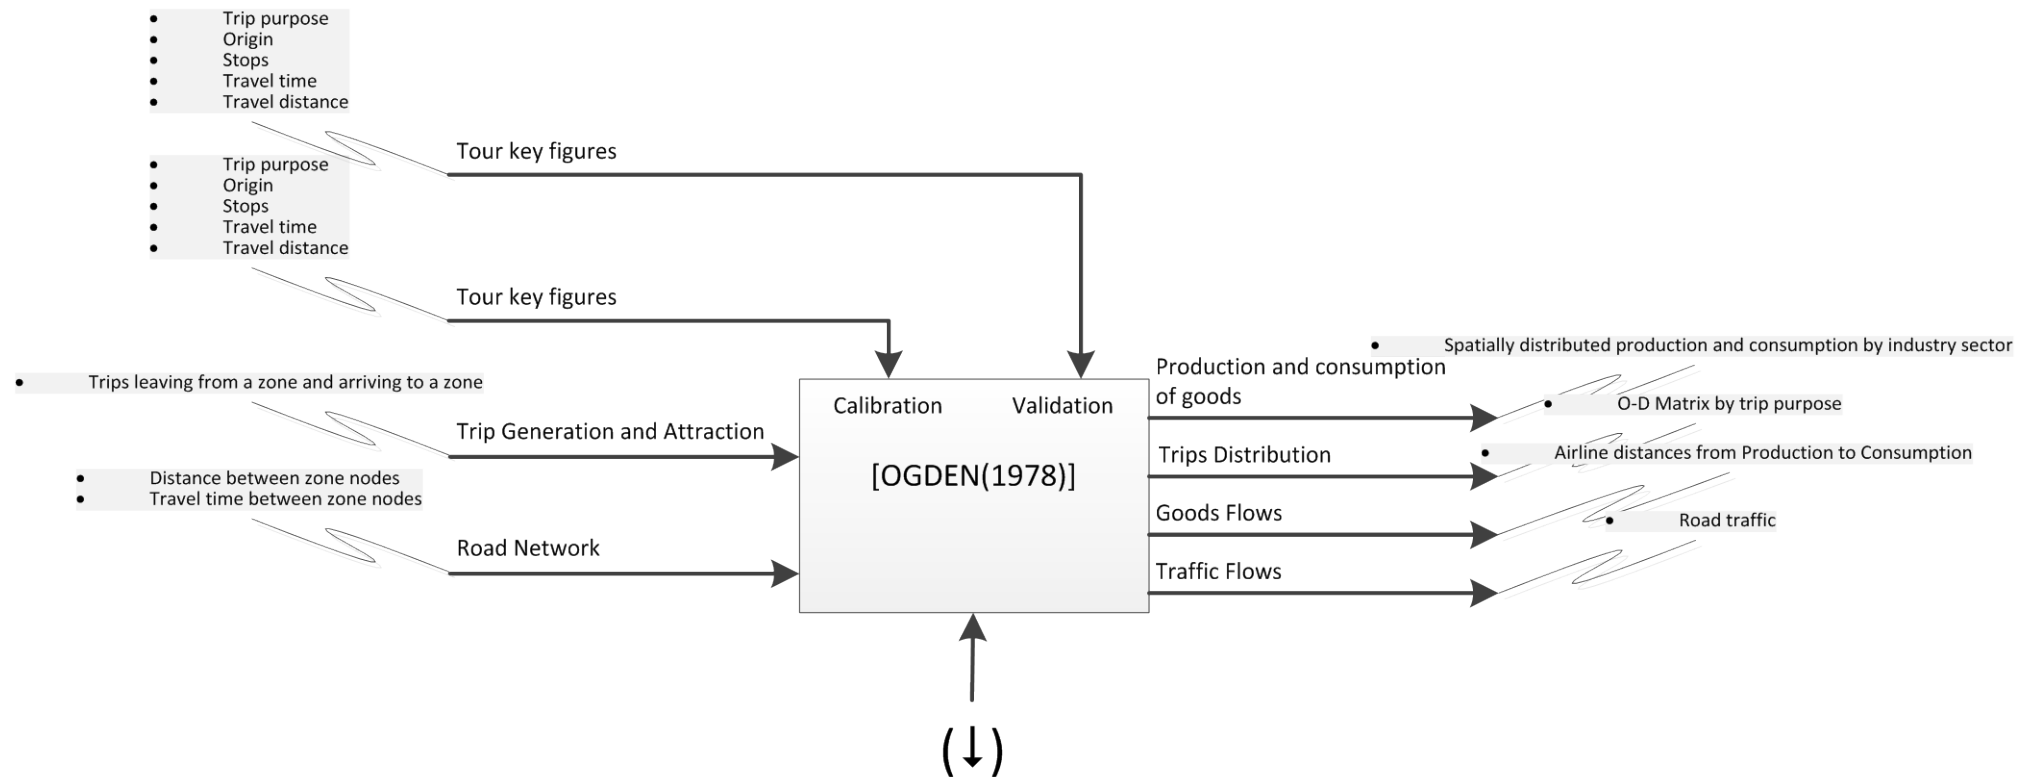 • Trip purpose
• Origin
• Stops
• Travel time
• Travel distance
Tour key figures
• Trip purpose
• Origin
• Stops
• Travel time
• Travel distance
Tour key figures
• Trips leaving from a zone and arriving to a zone
Trip Generation and Attraction
• Distance between zone nodes
• Travel time between zone nodes
Road Network
Calibration
Validation
[OGDEN(1978)]
Production and consumption
of goods
• Spatially distributed production and consumption by industry sector
Trips Distribution
• O-D Matrix by trip purpose
Goods Flows
• Airline distances from Production to Consumption
Traffic Flows
• Road traffic
(↓)